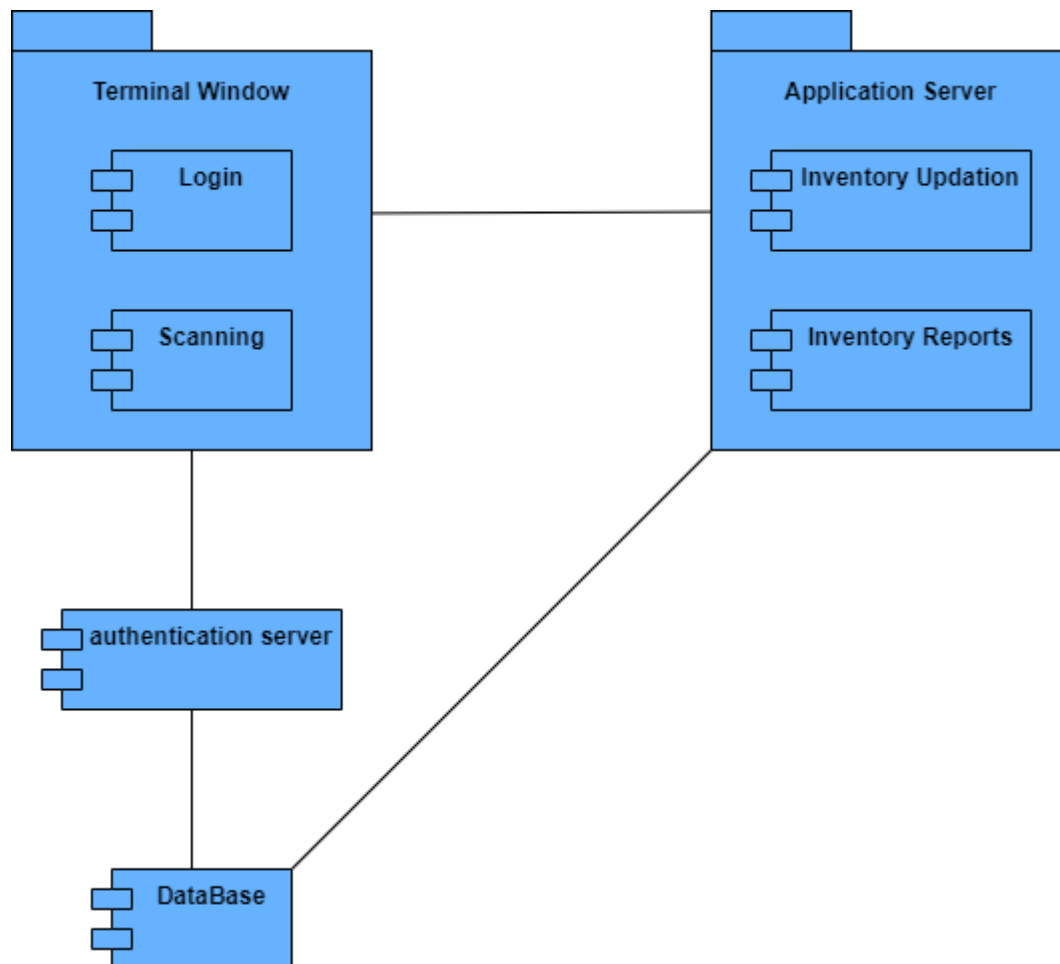 Terminal Window
Login
Scanning
Application Server
Inventory Updation
Inventory Reports
authentication server
DataBase